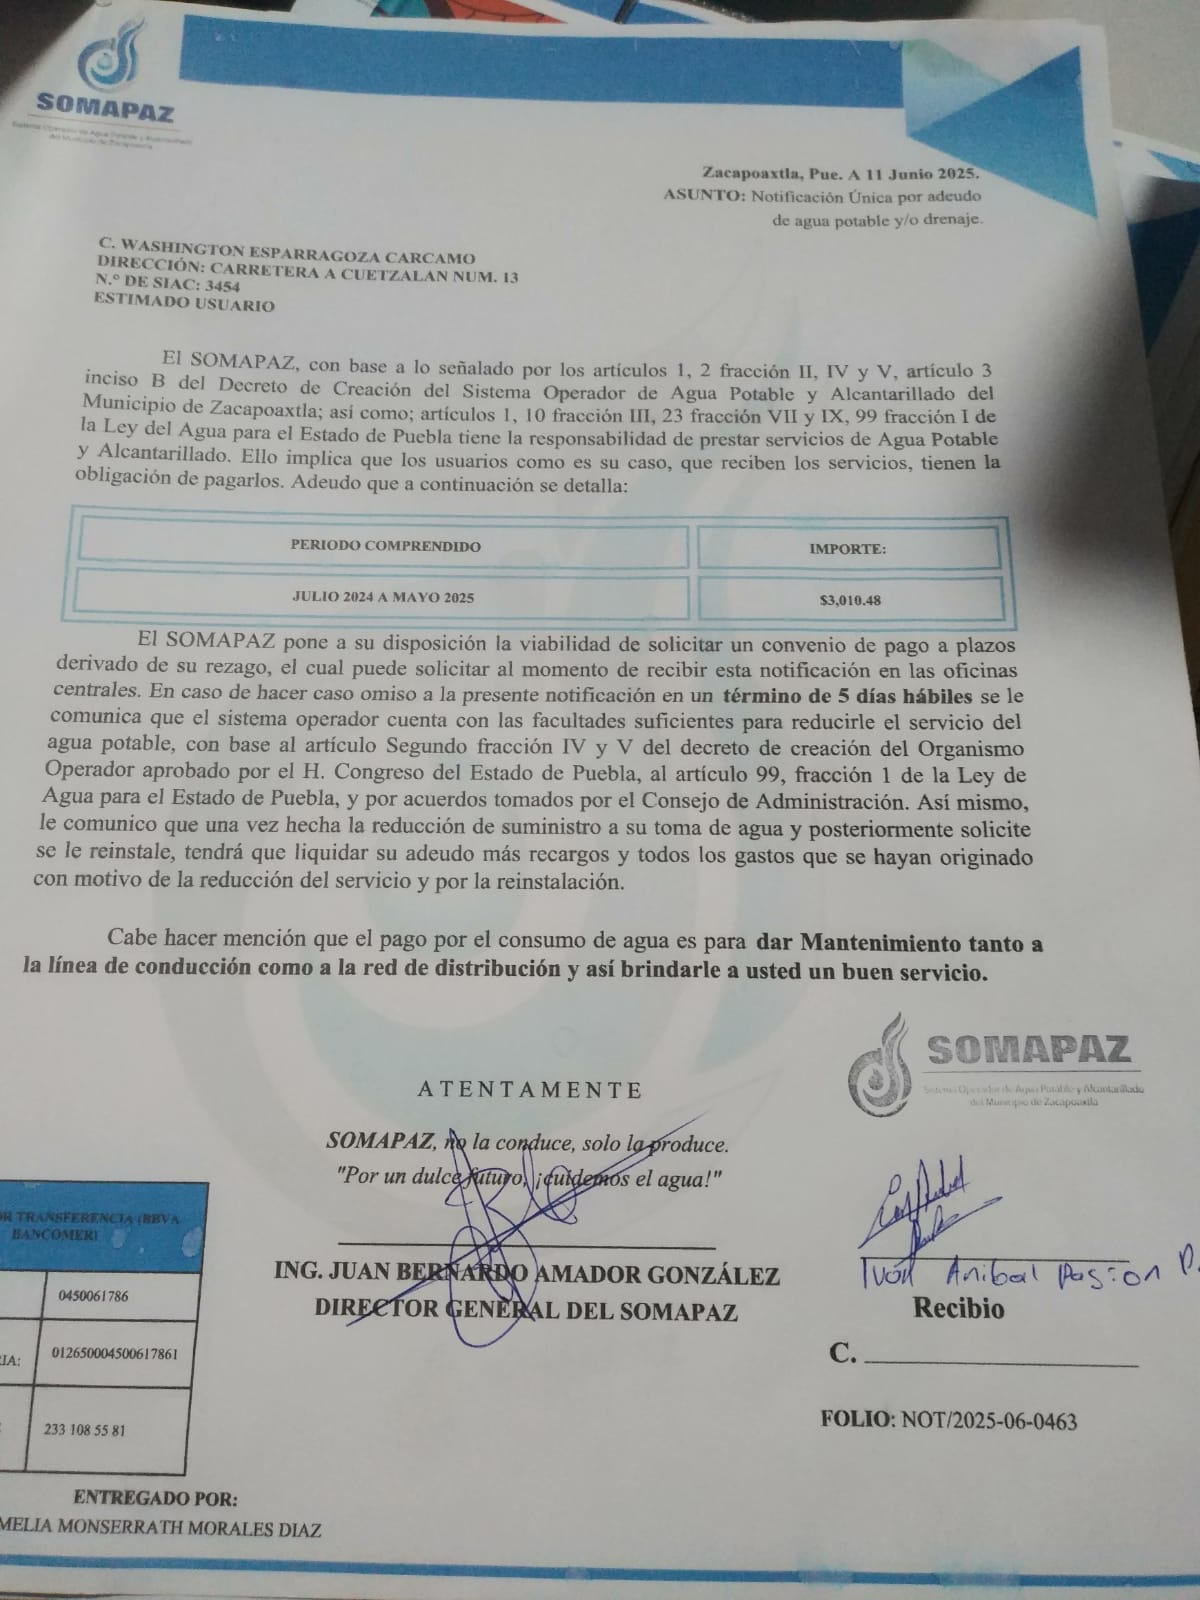 SOMAPAZ
Sistema Operador de Agua Potable y Alcantarillado
del Municipio de Zacapoaxtla
Zacapoaxtla, Pue. A 11 Junio 2025.
ASUNTO: Notificación Única por adeudo
de agua potable y/o drenaje.
C. WASHINGTON ESPARRAGOZA CARCAMO
DIRECCIÓN: CARRETERA A CUETZALAN NUM. 13
N.° DE SIAC: 3454
ESTIMADO USUARIO
El SOMAPAZ, con base a lo señalado por los artículos 1, 2 fracción II, IV y V, artículo 3
inciso B del Decreto de Creación del Sistema Operador de Agua Potable y Alcantarillado del
Municipio de Zacapoaxtla; así como; artículos 1, 10 fracción III, 23 fracción VII y IX, 99 fracción I de
la Ley del Agua para el Estado de Puebla tiene la responsabilidad de prestar servicios de Agua Potable
y Alcantarillado. Ello implica que los usuarios como es su caso, que reciben los servicios, tienen la
obligación de pagarlos. Adeudo que a continuación se detalla:
PERIODO COMPRENDIDO IMPORTE:
JULIO 2024 A MAYO 2025 $3,010.48
El SOMAPAZ pone a su disposición la viabilidad de solicitar un convenio de pago a plazos
derivado de su rezago, el cual puede solicitar al momento de recibir esta notificación en las oficinas
centrales. En caso de hacer caso omiso a la presente notificación en un término de 5 días hábiles se le
comunica que el sistema operador cuenta con las facultades suficientes para reducirle el servicio del
agua potable, con base al artículo Segundo fracción IV y V del decreto de creación del Organismo
Operador aprobado por el H. Congreso del Estado de Puebla, al artículo 99, fracción 1 de la Ley de
Agua para el Estado de Puebla, y por acuerdos tomados por el Consejo de Administración. Así mismo,
le comunico que una vez hecha la reducción de suministro a su toma de agua y posteriormente solicite
se le reinstale, tendrá que liquidar su adeudo más recargos y todos los gastos que se hayan originado
con motivo de la reducción del servicio y por la reinstalación.
Cabe hacer mención que el pago por el consumo de agua es para dar Mantenimiento tanto a
la línea de conducción como a la red de distribución y así brindarle a usted un buen servicio.
SOMAPAZ
Sistema Operador de Agua Potable y Alcantarillado
del Municipio de Zacapoaxtla
ATENTAMENTE
SOMAPAZ, no la conduce, solo la produce.
"Por un dulce futuro, ¡cuidemos el agua!"
ING. JUAN BERNARDO AMADOR GONZÁLEZ
DIRECTOR GENERAL DEL SOMAPAZ
Ivón Anibal Pasion P.
Recibio
C.
FOLIO: NOT/2025-06-0463
OR TRANSFERENCIA (BBVA
BANCOMER)
0450061786
IA: 012650004500617861
233 108 55 81
ENTREGADO POR:
MELIA MONSERRATH MORALES DIAZ